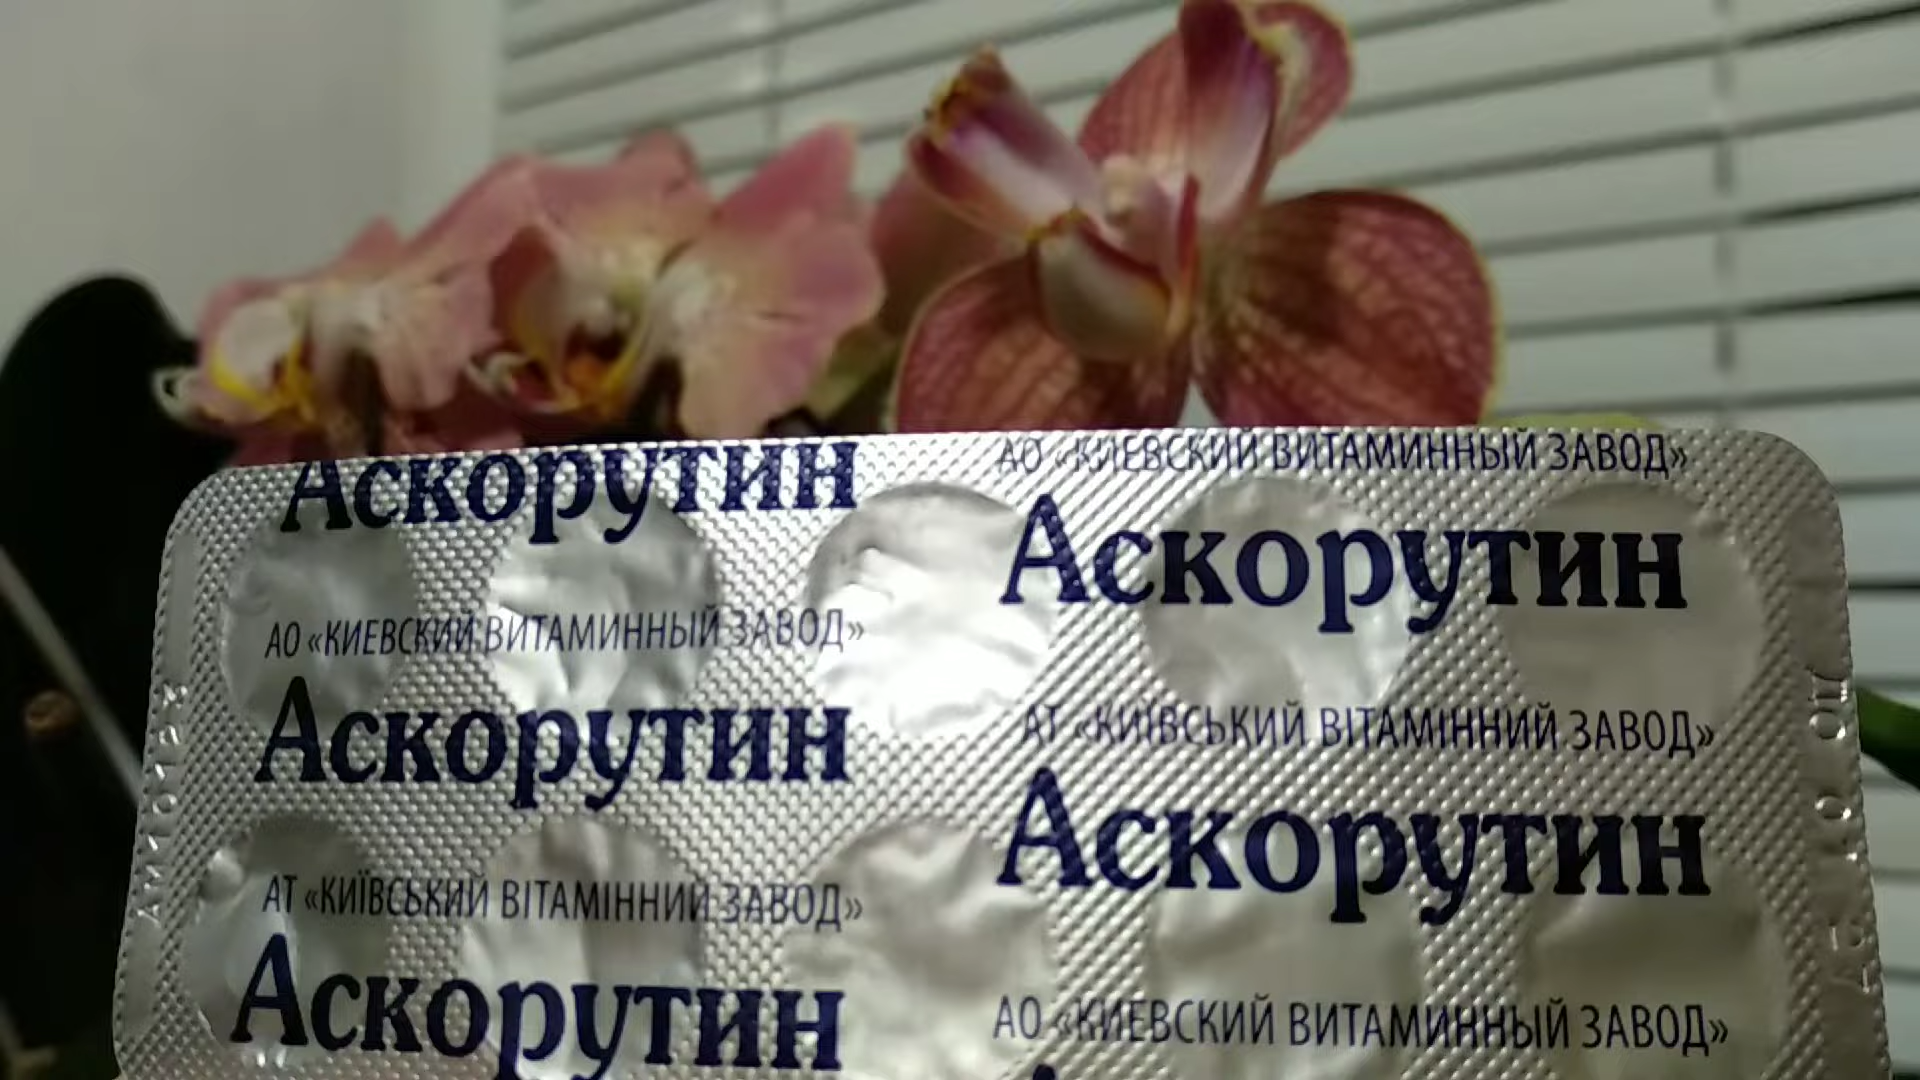 Аскорутин
АО «КИЕВСКИЙ ВИТАМИННЫЙ ЗАВОД»
Аскорутин
АТ «КИЇВСЬКИЙ ВІТАМІННИЙ ЗАВОД»
Аскорутин
АО «КИЕВСКИЙ ВИТАМИННЫЙ ЗАВОД»
Аскорутин
АТ «КИЇВСЬКИЙ ВІТАМІННИЙ ЗАВОД»
Аскорутин
АО «КИЕВСКИЙ ВИТАМИННЫЙ ЗАВОД»